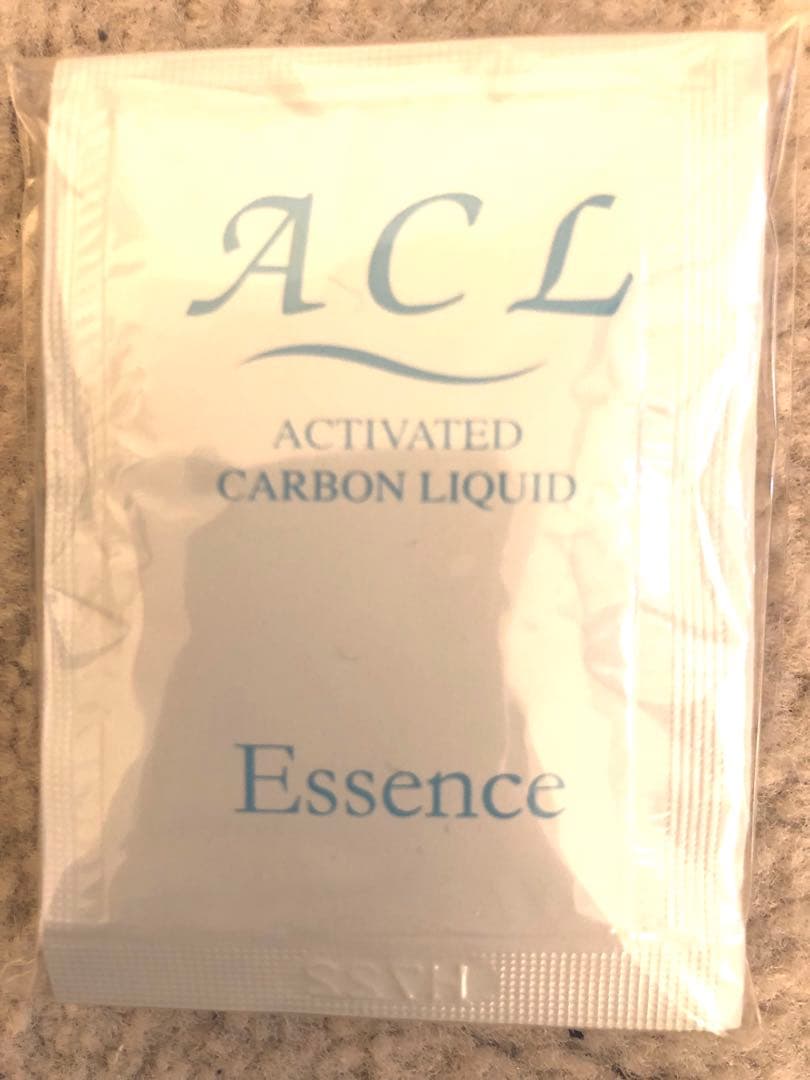 ACL
ACTIVATED
CARBON LIQUID
Essence